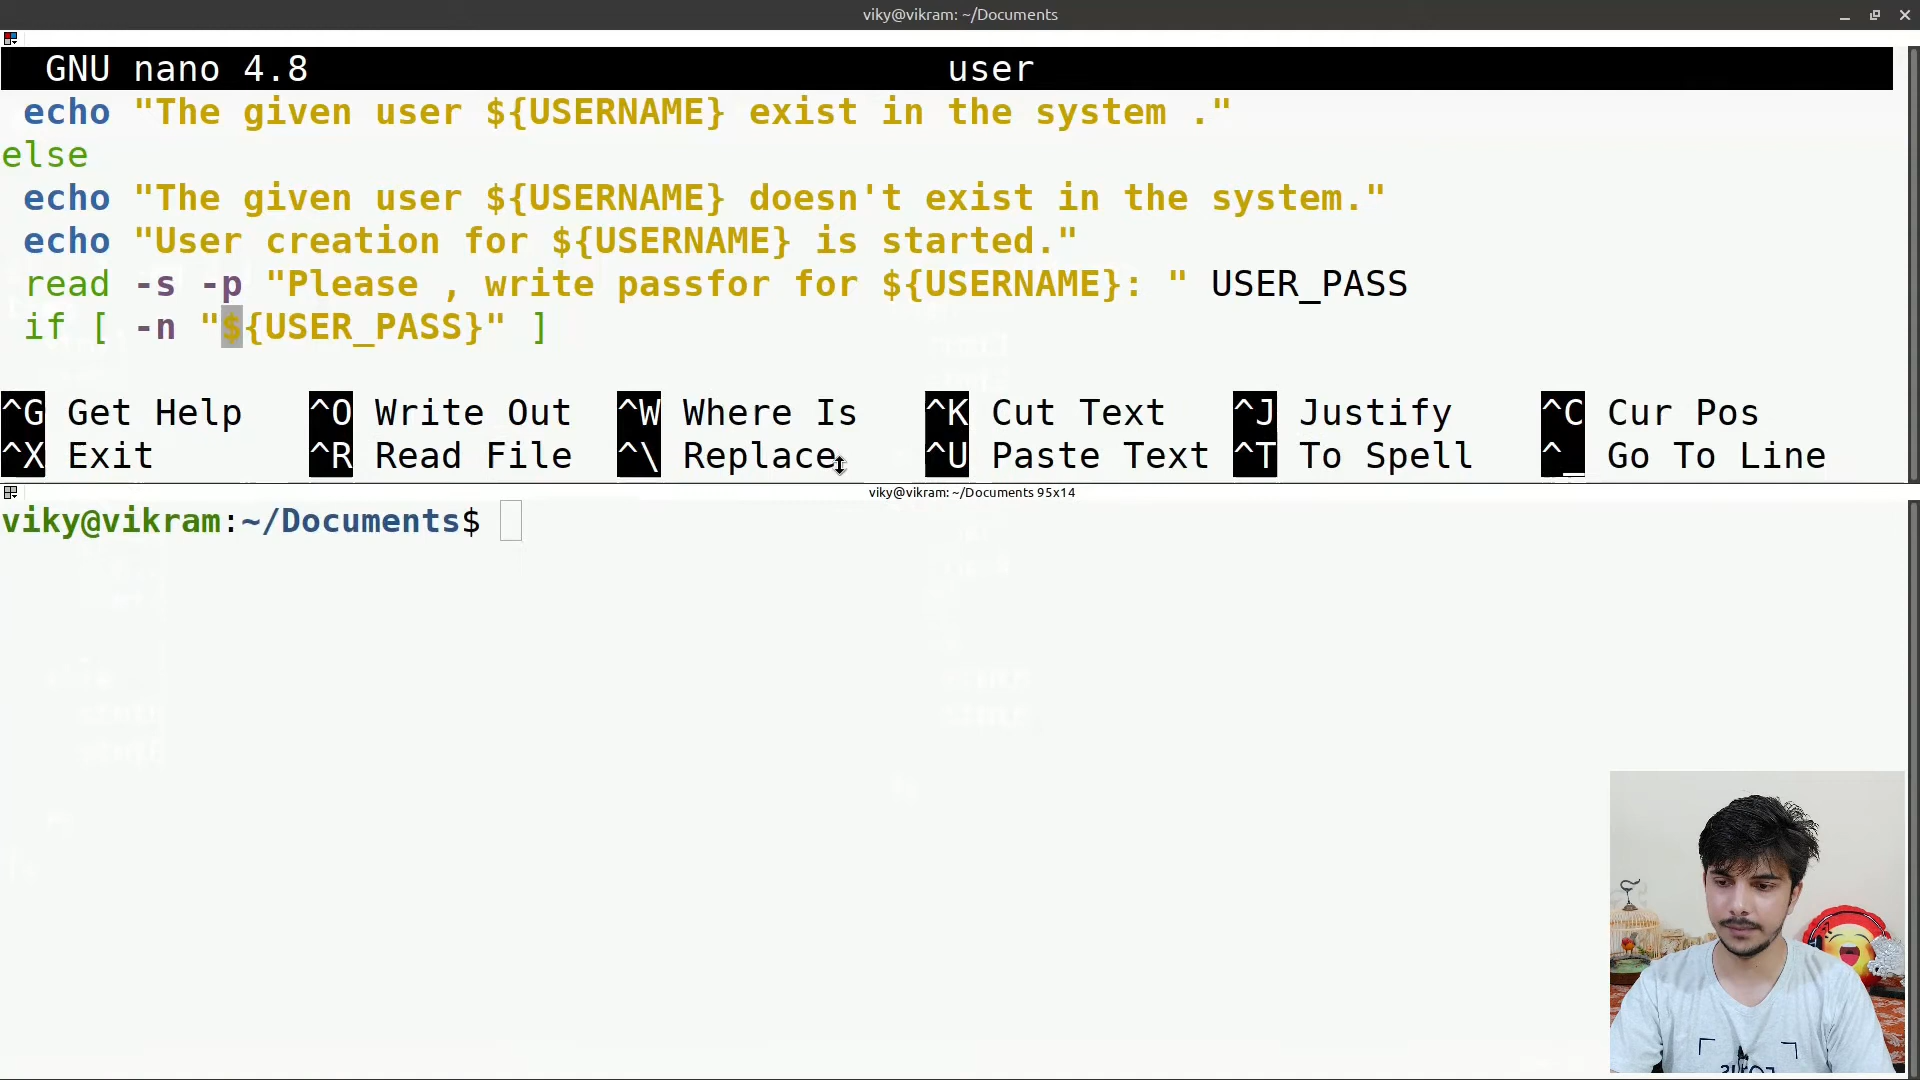 viky@vikram: ~/Documents
GNU nano 4.8 user
echo "The given user ${USERNAME} exist in the system ."
else
echo "The given user ${USERNAME} doesn't exist in the system."
echo "User creation for ${USERNAME} is started."
read -s -p "Please , write passfor for ${USERNAME}: " USER_PASS
if [ -n "${USER_PASS}" ]
^G Get Help ^O Write Out ^W Where Is ^K Cut Text ^J Justify ^C Cur Pos
^X Exit ^R Read File ^\ Replace ^U Paste Text ^T To Spell ^_ Go To Line
viky@vikram: ~/Documents 95x14
viky@vikram:~/Documents$